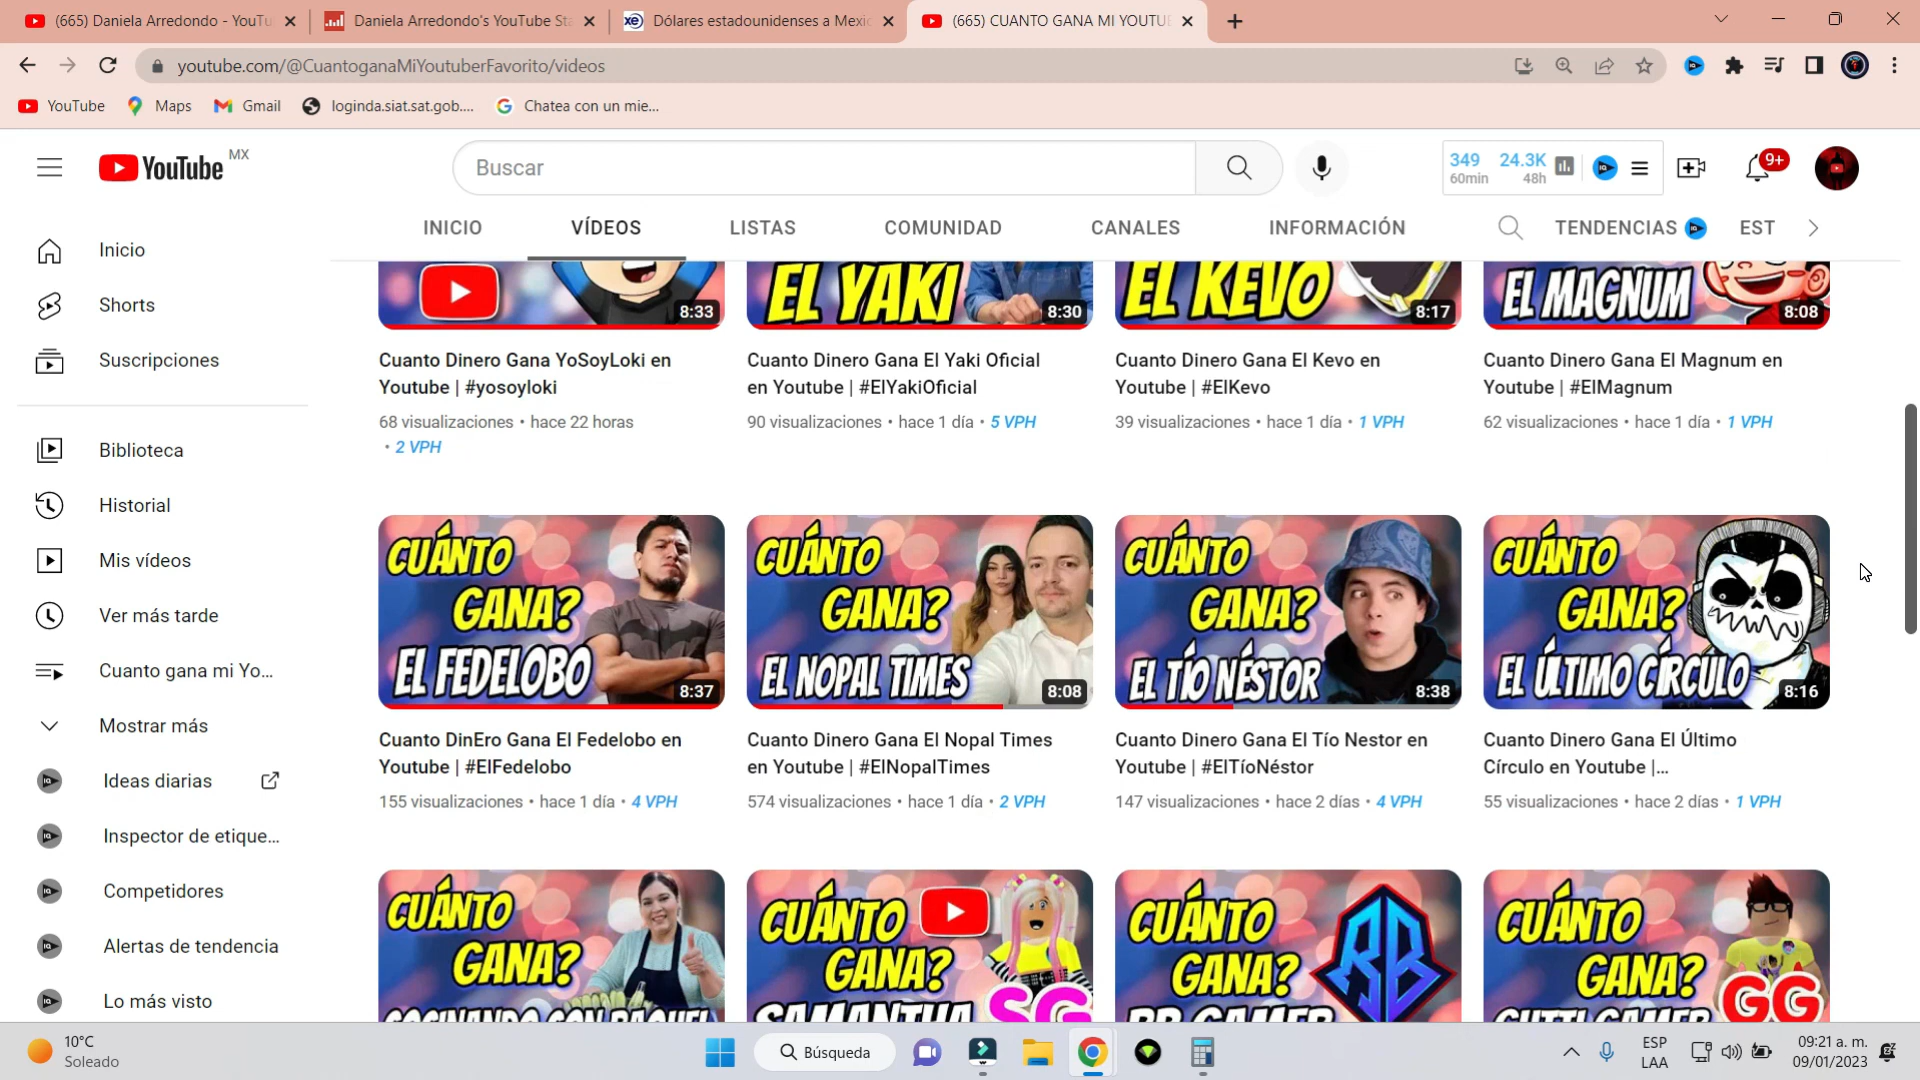 (665) Daniela Arredondo - YouTu
Daniela Arredondo's YouTube Sta
Dólares estadounidenses a Mexic
(665) CUANTO GANA MI YOUTUB
youtube.com/@CuantoganaMiYoutuberFavorito/videos
YouTube
Maps
Gmail
loginda.siat.sat.gob....
Chatea con un mie...
YouTube MX
Buscar
349
60min
24.3K
48h
9+
INICIO
VÍDEOS
LISTAS
COMUNIDAD
CANALES
INFORMACIÓN
TENDENCIAS
EST
Inicio
Shorts
Suscripciones
Biblioteca
Historial
Mis vídeos
Ver más tarde
Cuanto gana mi Yo...
Mostrar más
Ideas diarias
Inspector de etique...
Competidores
Alertas de tendencia
Lo más visto
8:33
EL YAKI
8:30
EL KEVO
8:17
EL MAGNUM
8:08
Cuanto Dinero Gana YoSoyLoki en
Youtube | #yosoyloki
68 visualizaciones • hace 22 horas
• 2 VPH
Cuanto Dinero Gana El Yaki Oficial
en Youtube | #ElYakiOficial
90 visualizaciones • hace 1 día • 5 VPH
Cuanto Dinero Gana El Kevo en
Youtube | #ElKevo
39 visualizaciones • hace 1 día • 1 VPH
Cuanto Dinero Gana El Magnum en
Youtube | #ElMagnum
62 visualizaciones • hace 1 día • 1 VPH
CUÁNTO
GANA?
EL FEDELOBO
8:37
CUÁNTO
GANA?
EL NOPAL TIMES
8:08
CUÁNTO
GANA?
EL TÍO NÉSTOR
8:38
CUÁNTO
GANA?
EL ÚLTIMO CÍRCULO
8:16
Cuanto DinEro Gana El Fedelobo en
Youtube | #ElFedelobo
155 visualizaciones • hace 1 día • 4 VPH
Cuanto Dinero Gana El Nopal Times
en Youtube | #ElNopalTimes
574 visualizaciones • hace 1 día • 2 VPH
Cuanto Dinero Gana El Tío Nestor en
Youtube | #ElTíoNéstor
147 visualizaciones • hace 2 días • 4 VPH
Cuanto Dinero Gana El Último
Círculo en Youtube |...
55 visualizaciones • hace 2 días • 1 VPH
CUÁNTO
GANA?
COCINANDO CON RAQUEL
CUÁNTO
GANA?
SAMANTHA
SG
CUÁNTO
GANA?
RB GAMER
RB
CUÁNTO
GANA?
GUTTI GAMER
GG
10°C
Soleado
Búsqueda
ESP
LAA
09:21 a. m.
09/01/2023